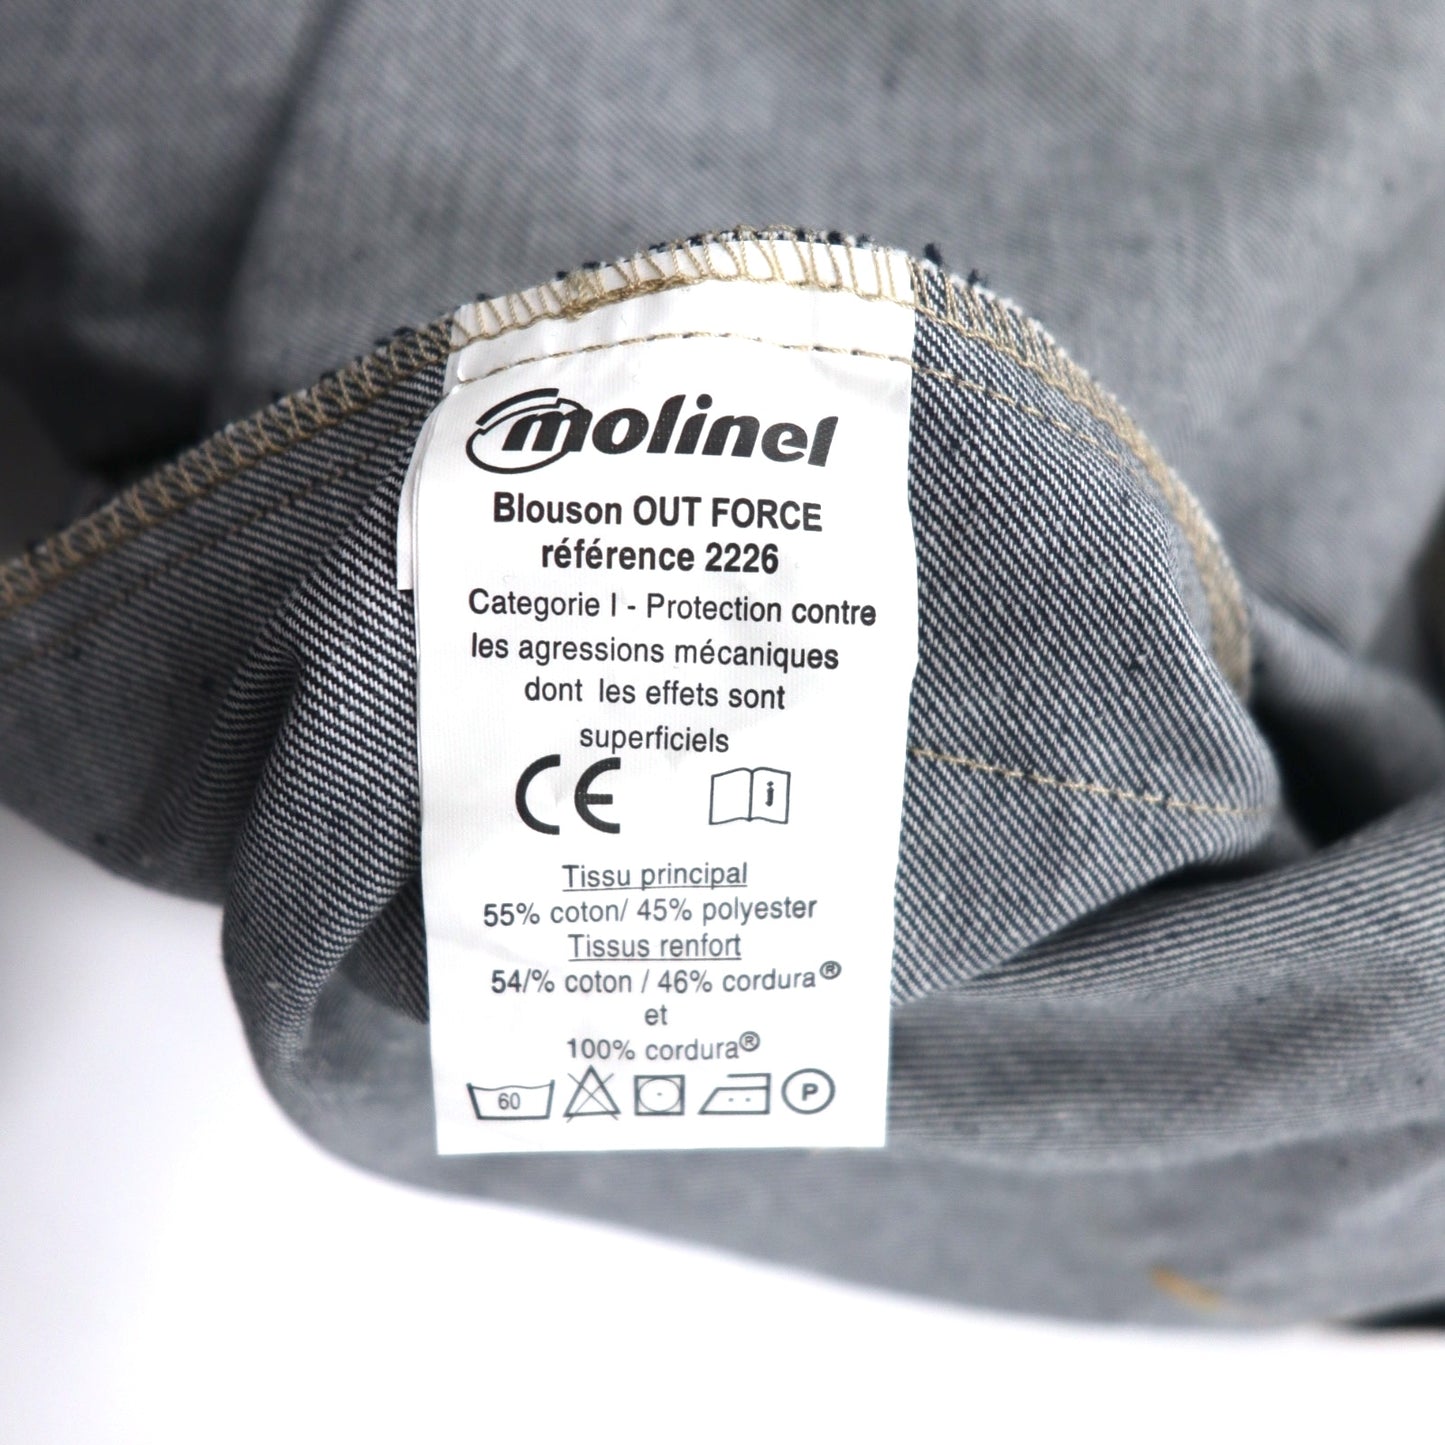 molinel
Blouson OUT FORCE
référence 2226
Categorie I - Protection contre
les agressions mécaniques
dont les effets sont
superficiels
CE
i
Tissu principal
55% coton/ 45% polyester
Tissus renfort
54/% coton / 46% cordura®
et
100% cordura®
60 P